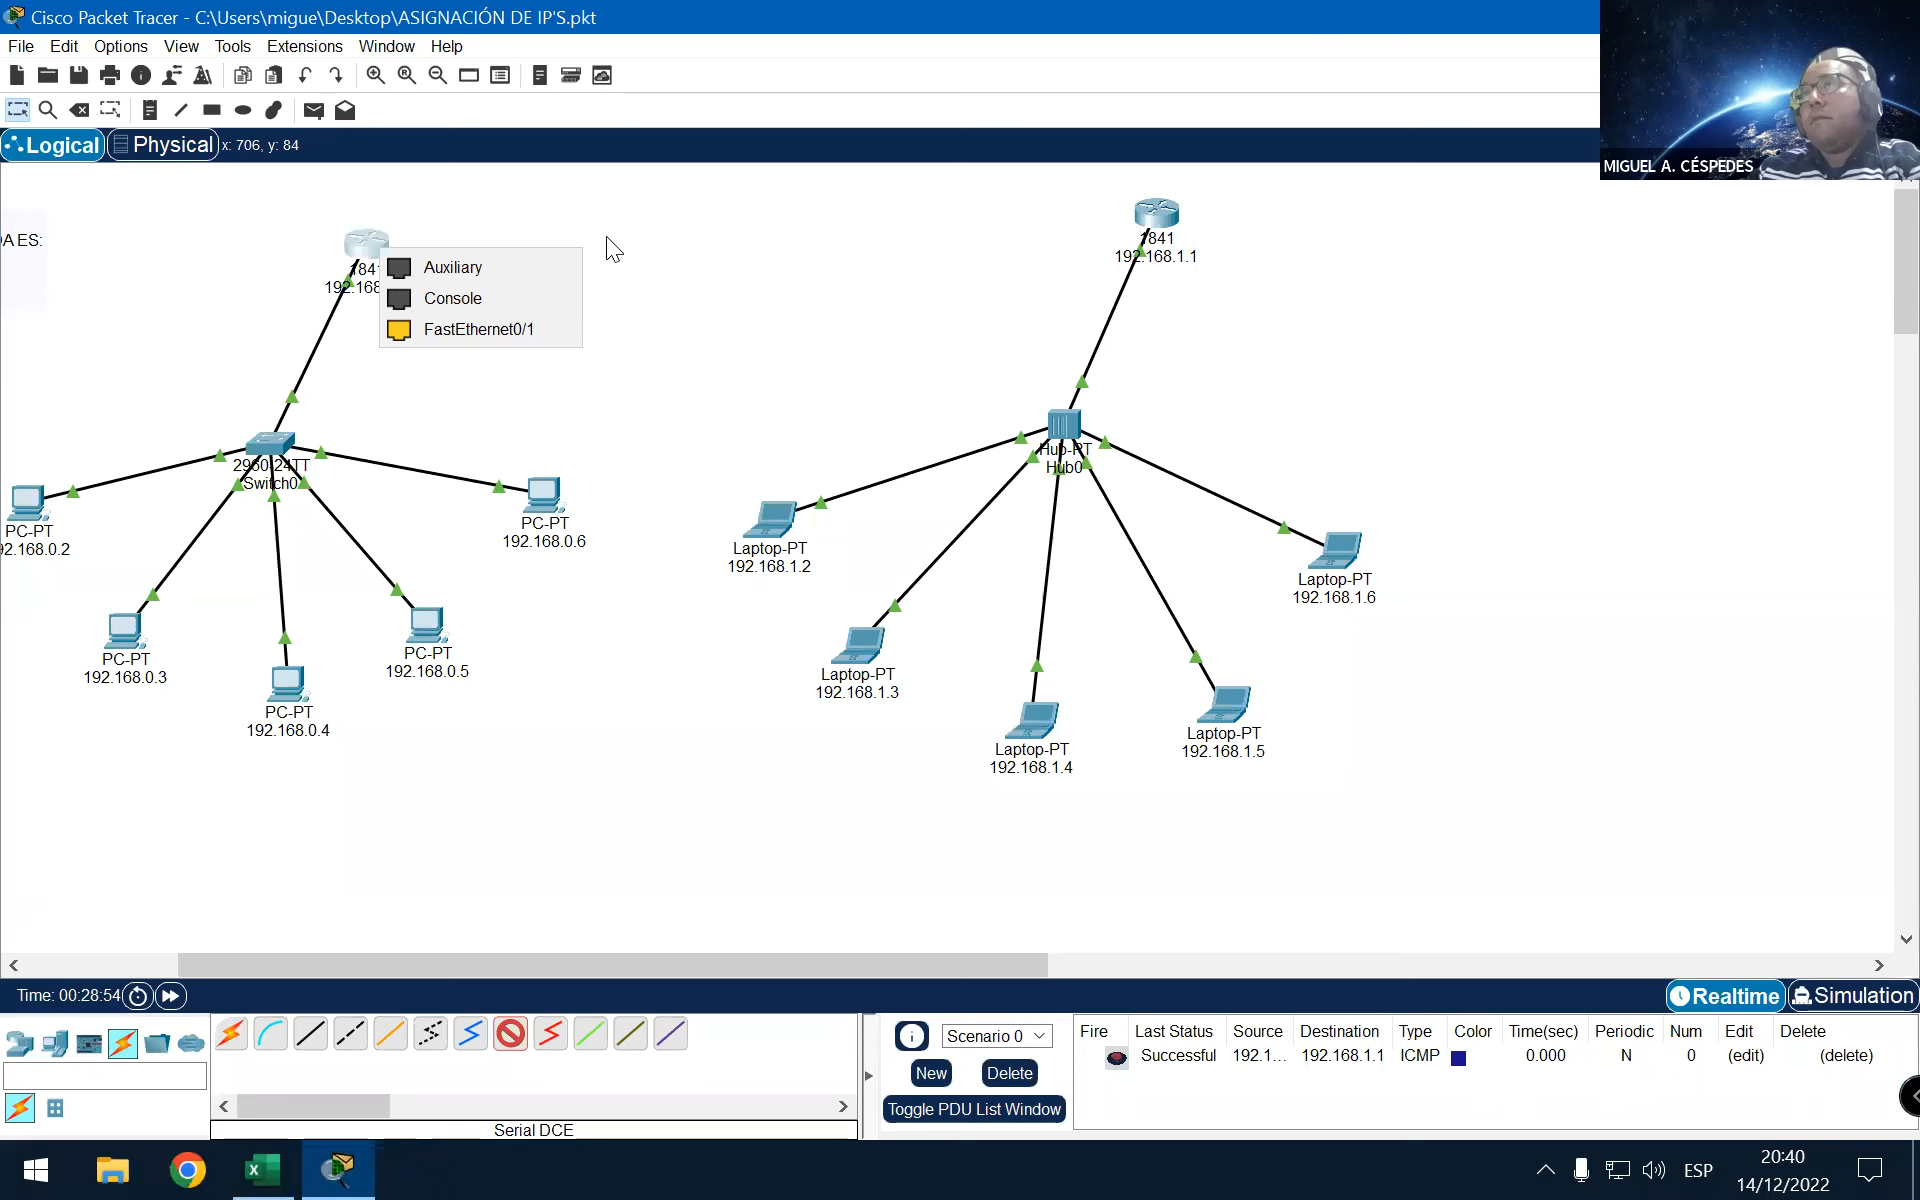 Cisco Packet Tracer - C:\Users\migue\Desktop\ASIGNACIÓN DE IP'S.pkt
File Edit Options View Tools Extensions Window Help
Logical Physical x: 706, y: 84
MIGUEL A. CÉSPEDES
A ES:
1841
192.168
Auxiliary
Console
FastEthernet0/1
1841
192.168.1.1
2960-24TT
Switch0
Hub-PT
Hub0
PC-PT
92.168.0.2
PC-PT
192.168.0.6
Laptop-PT
192.168.1.2
Laptop-PT
192.168.1.6
PC-PT
192.168.0.3
PC-PT
192.168.0.5
Laptop-PT
192.168.1.3
PC-PT
192.168.0.4
Laptop-PT
192.168.1.4
Laptop-PT
192.168.1.5
Time: 00:28:54
Realtime Simulation
Scenario 0
New Delete
Toggle PDU List Window
Fire Last Status Source Destination Type Color Time(sec) Periodic Num Edit Delete
Successful 192.1... 192.168.1.1 ICMP 0.000 N 0 (edit) (delete)
Serial DCE
ESP
20:40
14/12/2022